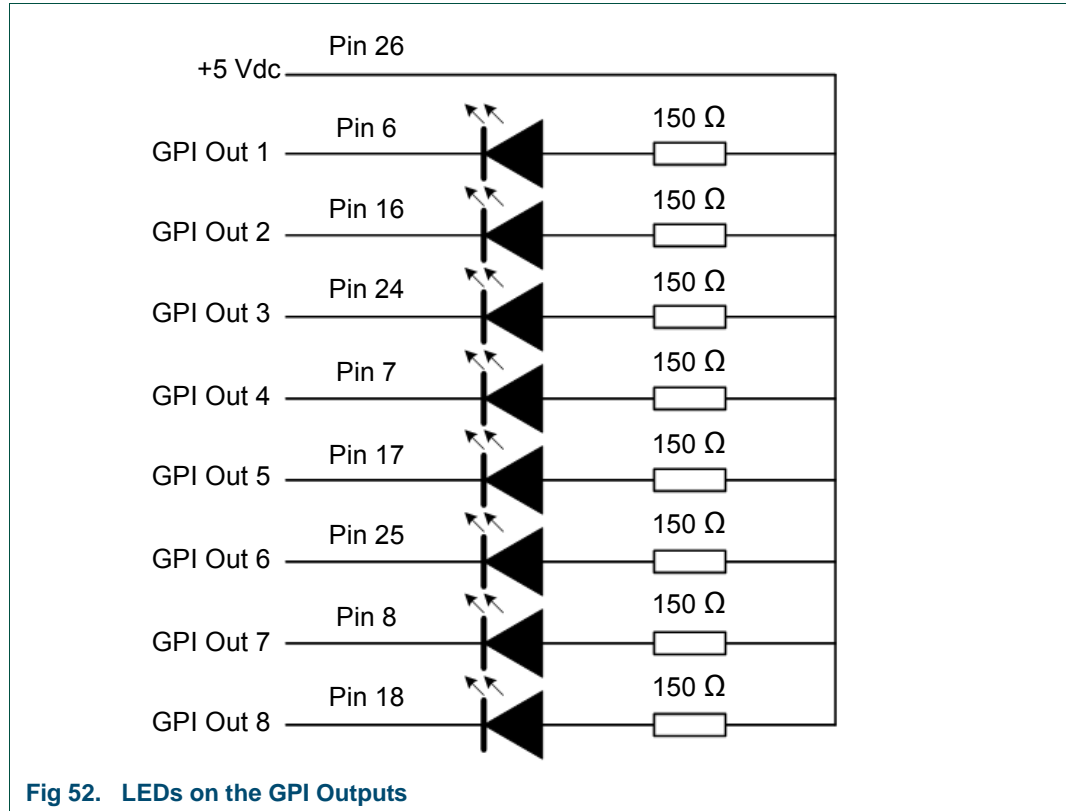 Pin 26
+5 Vdc
Pin 6
150 Ω
GPI Out 1
Pin 16
150 Ω
GPI Out 2
Pin 24
150 Ω
GPI Out 3
Pin 7
150 Ω
GPI Out 4
Pin 17
150 Ω
GPI Out 5
Pin 25
150 Ω
GPI Out 6
Pin 8
150 Ω
GPI Out 7
Pin 18
150 Ω
GPI Out 8
Fig 52. LEDs on the GPI Outputs